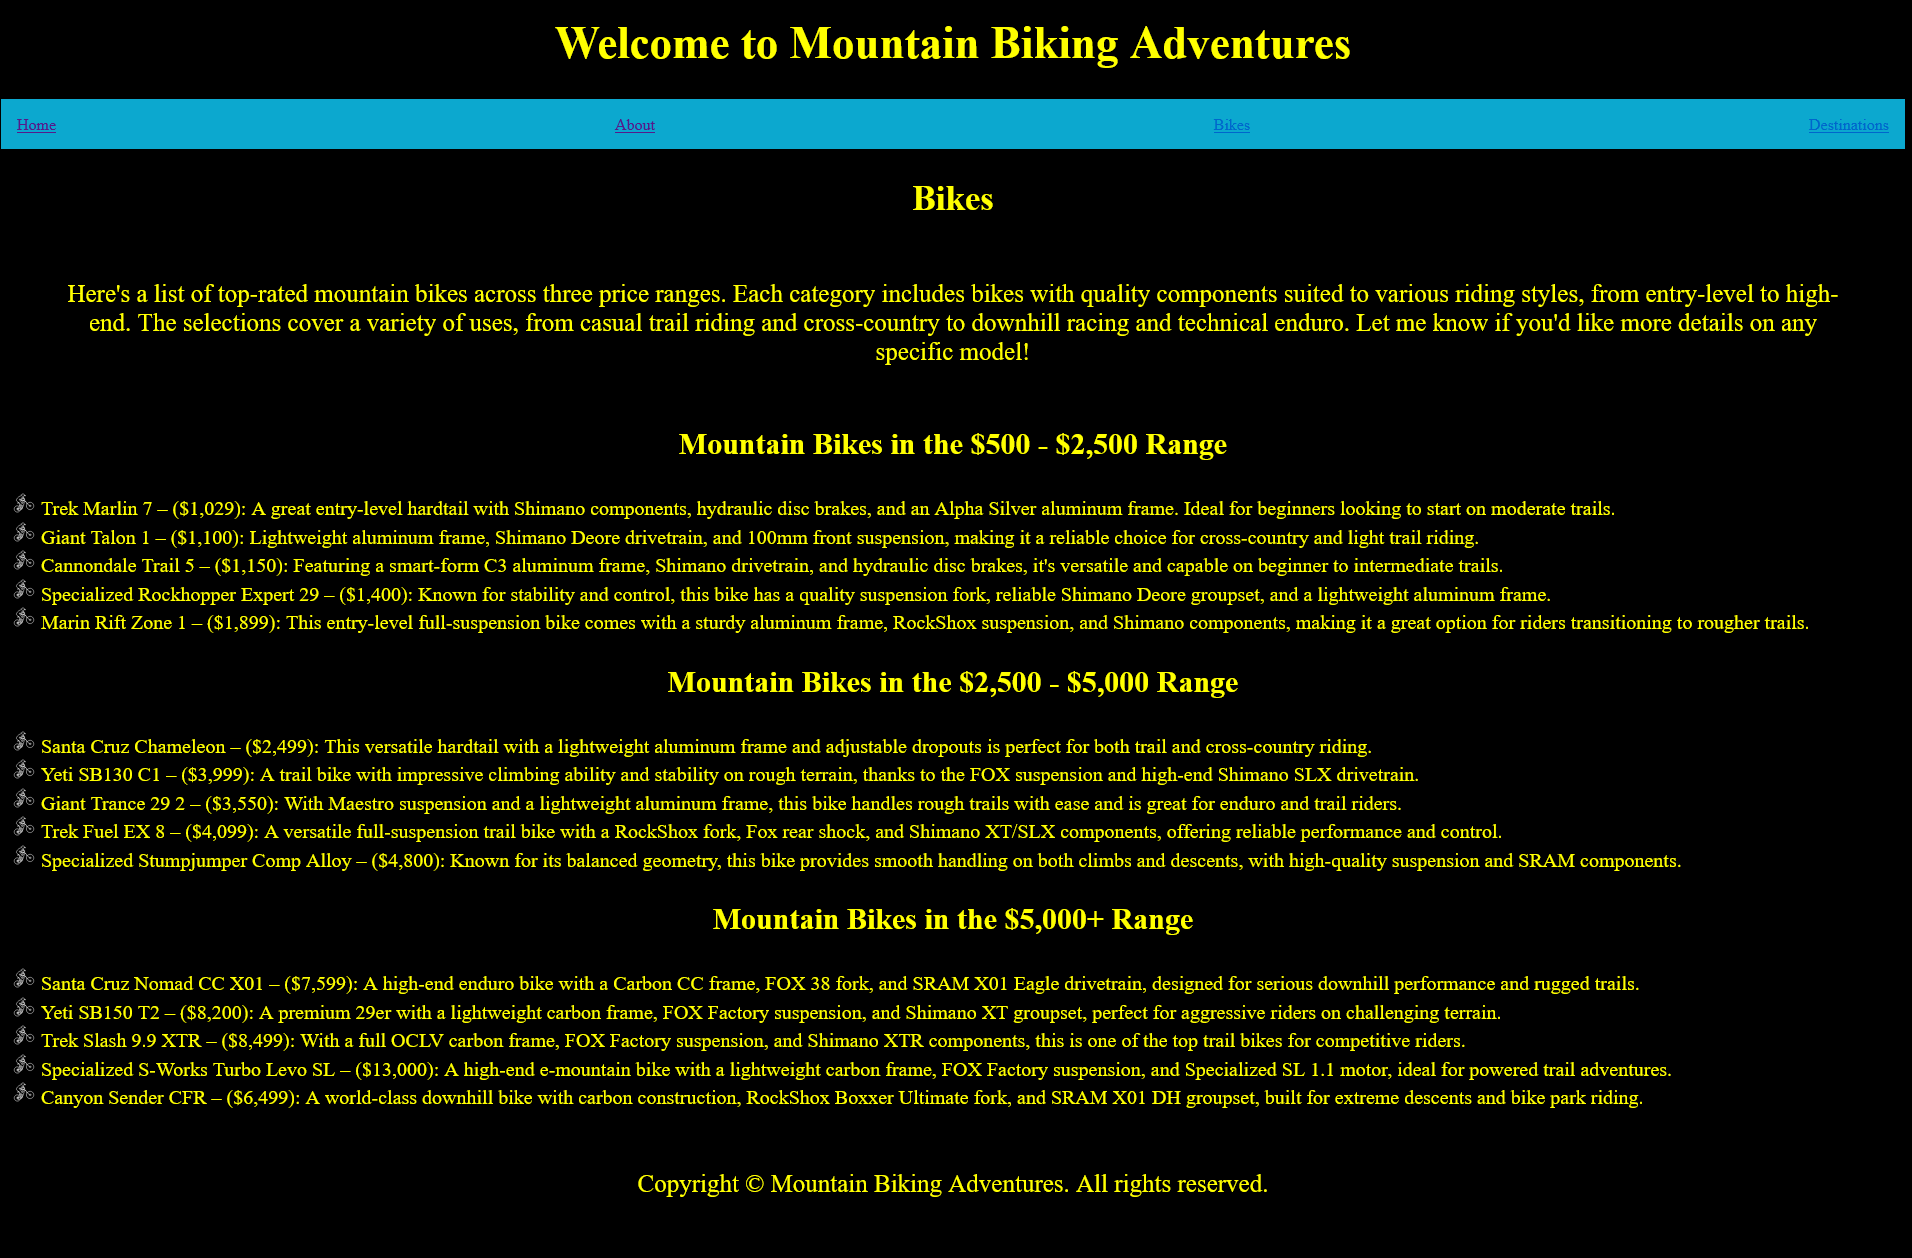 Welcome to Mountain Biking Adventures
Home About Bikes Destinations
Bikes
Here's a list of top-rated mountain bikes across three price ranges. Each category includes bikes with quality components suited to various riding styles, from entry-level to high-
end. The selections cover a variety of uses, from casual trail riding and cross-country to downhill racing and technical enduro. Let me know if you'd like more details on any
specific model!
Mountain Bikes in the $500 - $2,500 Range
Trek Marlin 7 – ($1,029): A great entry-level hardtail with Shimano components, hydraulic disc brakes, and an Alpha Silver aluminum frame. Ideal for beginners looking to start on moderate trails.
Giant Talon 1 – ($1,100): Lightweight aluminum frame, Shimano Deore drivetrain, and 100mm front suspension, making it a reliable choice for cross-country and light trail riding.
Cannondale Trail 5 – ($1,150): Featuring a smart-form C3 aluminum frame, Shimano drivetrain, and hydraulic disc brakes, it's versatile and capable on beginner to intermediate trails.
Specialized Rockhopper Expert 29 – ($1,400): Known for stability and control, this bike has a quality suspension fork, reliable Shimano Deore groupset, and a lightweight aluminum frame.
Marin Rift Zone 1 – ($1,899): This entry-level full-suspension bike comes with a sturdy aluminum frame, RockShox suspension, and Shimano components, making it a great option for riders transitioning to rougher trails.
Mountain Bikes in the $2,500 - $5,000 Range
Santa Cruz Chameleon – ($2,499): This versatile hardtail with a lightweight aluminum frame and adjustable dropouts is perfect for both trail and cross-country riding.
Yeti SB130 C1 – ($3,999): A trail bike with impressive climbing ability and stability on rough terrain, thanks to the FOX suspension and high-end Shimano SLX drivetrain.
Giant Trance 29 2 – ($3,550): With Maestro suspension and a lightweight aluminum frame, this bike handles rough trails with ease and is great for enduro and trail riders.
Trek Fuel EX 8 – ($4,099): A versatile full-suspension trail bike with a RockShox fork, Fox rear shock, and Shimano XT/SLX components, offering reliable performance and control.
Specialized Stumpjumper Comp Alloy – ($4,800): Known for its balanced geometry, this bike provides smooth handling on both climbs and descents, with high-quality suspension and SRAM components.
Mountain Bikes in the $5,000+ Range
Santa Cruz Nomad CC X01 – ($7,599): A high-end enduro bike with a Carbon CC frame, FOX 38 fork, and SRAM X01 Eagle drivetrain, designed for serious downhill performance and rugged trails.
Yeti SB150 T2 – ($8,200): A premium 29er with a lightweight carbon frame, FOX Factory suspension, and Shimano XT groupset, perfect for aggressive riders on challenging terrain.
Trek Slash 9.9 XTR – ($8,499): With a full OCLV carbon frame, FOX Factory suspension, and Shimano XTR components, this is one of the top trail bikes for competitive riders.
Specialized S-Works Turbo Levo SL – ($13,000): A high-end e-mountain bike with a lightweight carbon frame, FOX Factory suspension, and Specialized SL 1.1 motor, ideal for powered trail adventures.
Canyon Sender CFR – ($6,499): A world-class downhill bike with carbon construction, RockShox Boxxer Ultimate fork, and SRAM X01 DH groupset, built for extreme descents and bike park riding.
Copyright © Mountain Biking Adventures. All rights reserved.